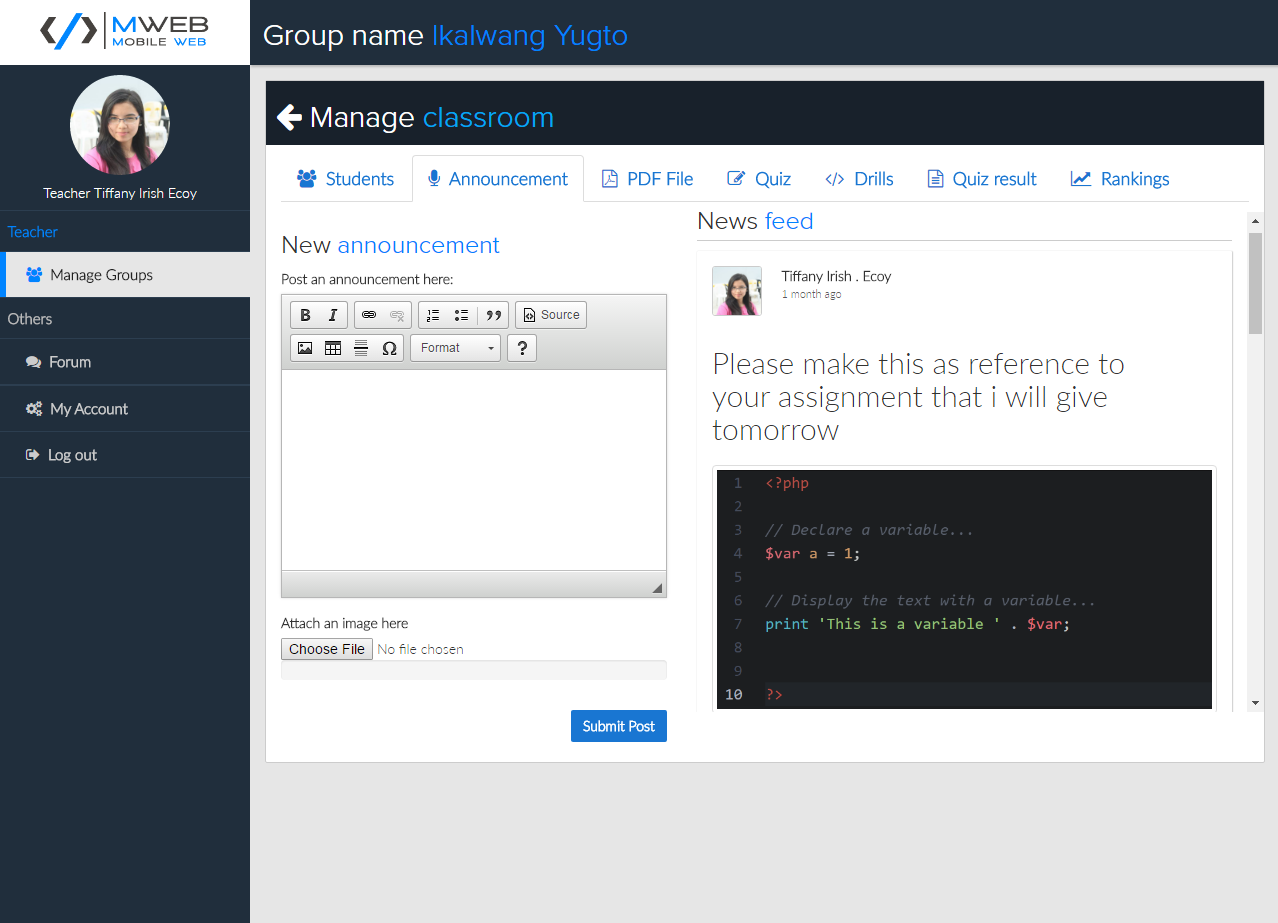 MWEB
MOBILE WEB
Group name Ikalwang Yugto
Teacher Tiffany Irish Ecoy
Teacher
Manage Groups
Others
Forum
My Account
Log out
Manage classroom
Students
Announcement
PDF File
Quiz
Drills
Quiz result
Rankings
New announcement
Post an announcement here:
B I
Source
Ω Format ?
Attach an image here
Choose File No file chosen
Submit Post
News feed
Tiffany Irish . Ecoy
1 month ago
Please make this as reference to
your assignment that i will give
tomorrow
1 <?php
2
3 // Declare a variable...
4 $var a = 1;
5
6 // Display the text with a variable...
7 print 'This is a variable ' . $var;
8
9
10 ?>